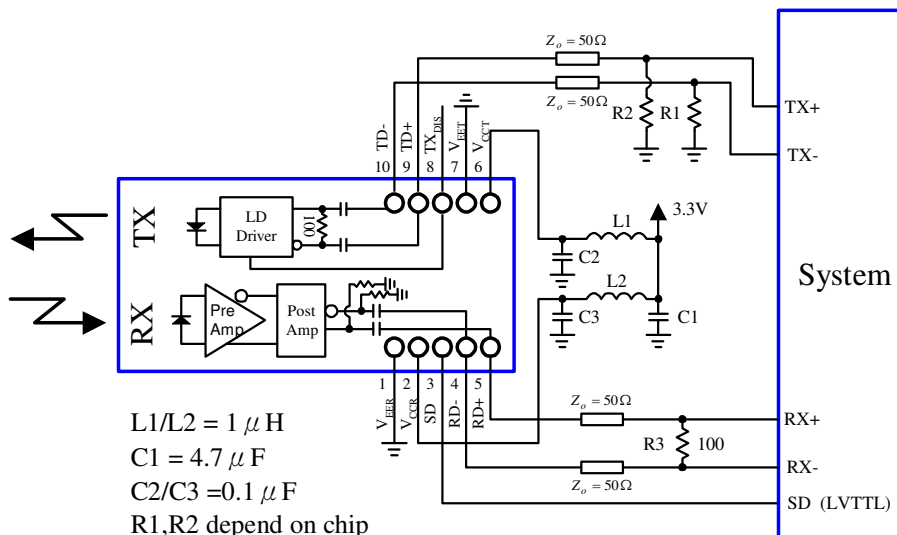 Zo = 50Ω
Zo = 50Ω
R2
R1
TX+
TX-
TD-
TD+
TXDIS
VEET
VCCT
10
9
8
7
6
TX
LD
Driver
100
L1
3.3V
C2
L2
C3
C1
System
RX
Pre
Amp
Post
Amp
1
2
3
4
5
VEER
VCCR
SD
RD-
RD+
Zo = 50Ω
RX+
R3
100
Zo = 50Ω
RX-
SD (LVTTL)
L1/L2 = 1 μH
C1 = 4.7 μF
C2/C3 =0.1 μF
R1,R2 depend on chip